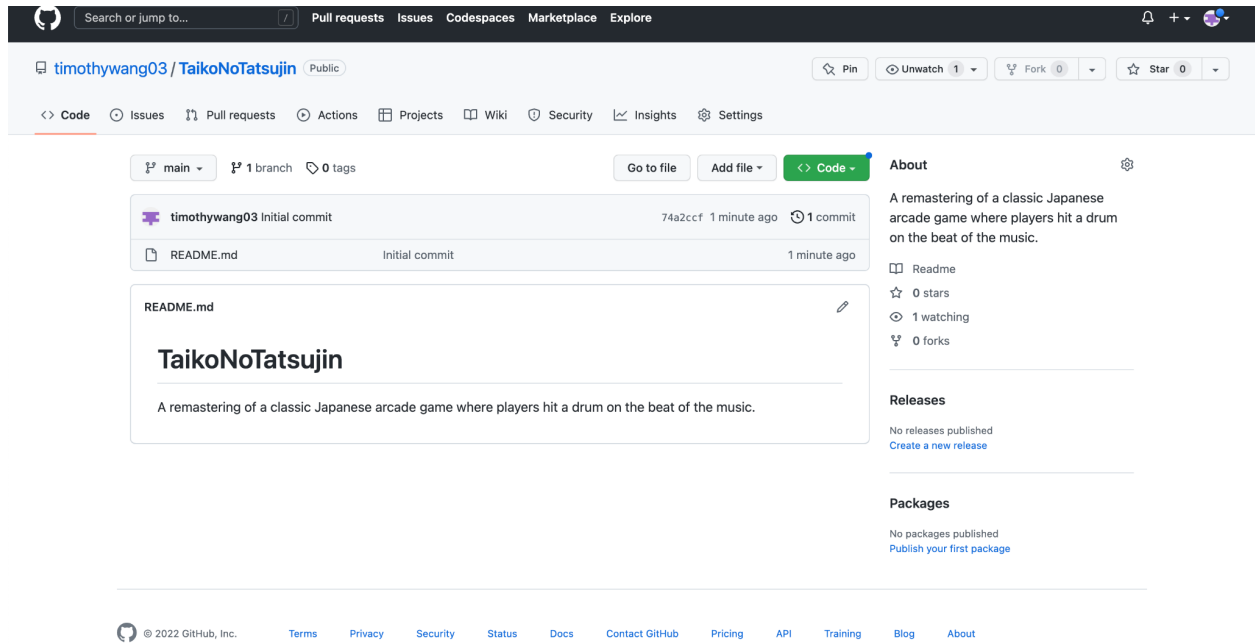 Search or jump to... / Pull requests Issues Codespaces Marketplace Explore
timothywang03 / TaikoNoTatsujin Public Pin Unwatch 1 Fork 0 Star 0
<> Code Issues Pull requests Actions Projects Wiki Security Insights Settings
main 1 branch 0 tags Go to file Add file <> Code
timothywang03 Initial commit 74a2ccf 1 minute ago 1 commit
README.md Initial commit 1 minute ago
README.md
TaikoNoTatsujin
A remastering of a classic Japanese arcade game where players hit a drum on the beat of the music.
About
A remastering of a classic Japanese
arcade game where players hit a drum
on the beat of the music.
Readme
0 stars
1 watching
0 forks
Releases
No releases published
Create a new release
Packages
No packages published
Publish your first package
© 2022 GitHub, Inc. Terms Privacy Security Status Docs Contact GitHub Pricing API Training Blog About